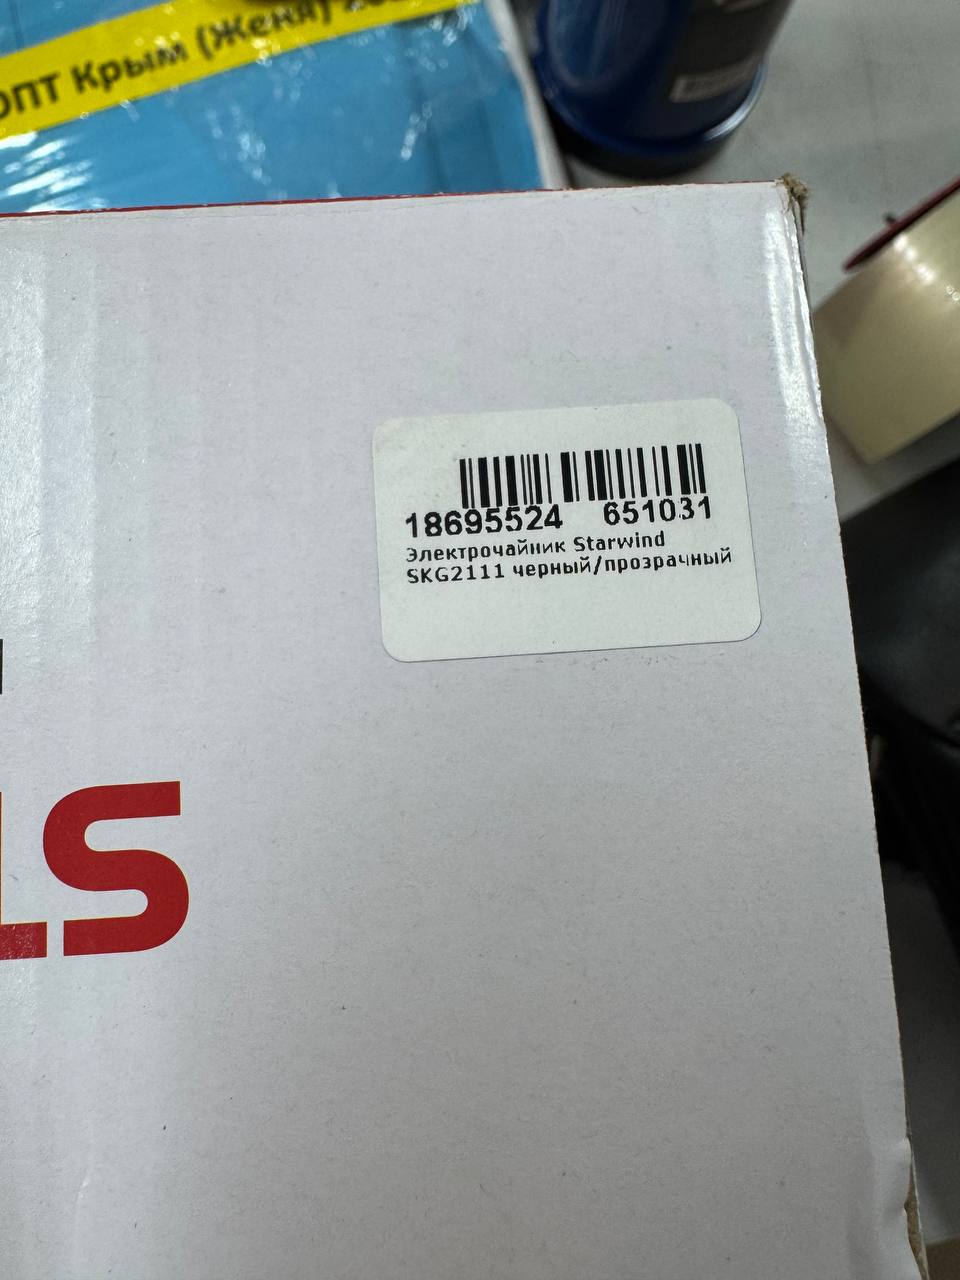 ОПТ Крым (Женя)
18695524 651031
Электрочайник Starwind
SKG2111 черный/прозрачный
LS